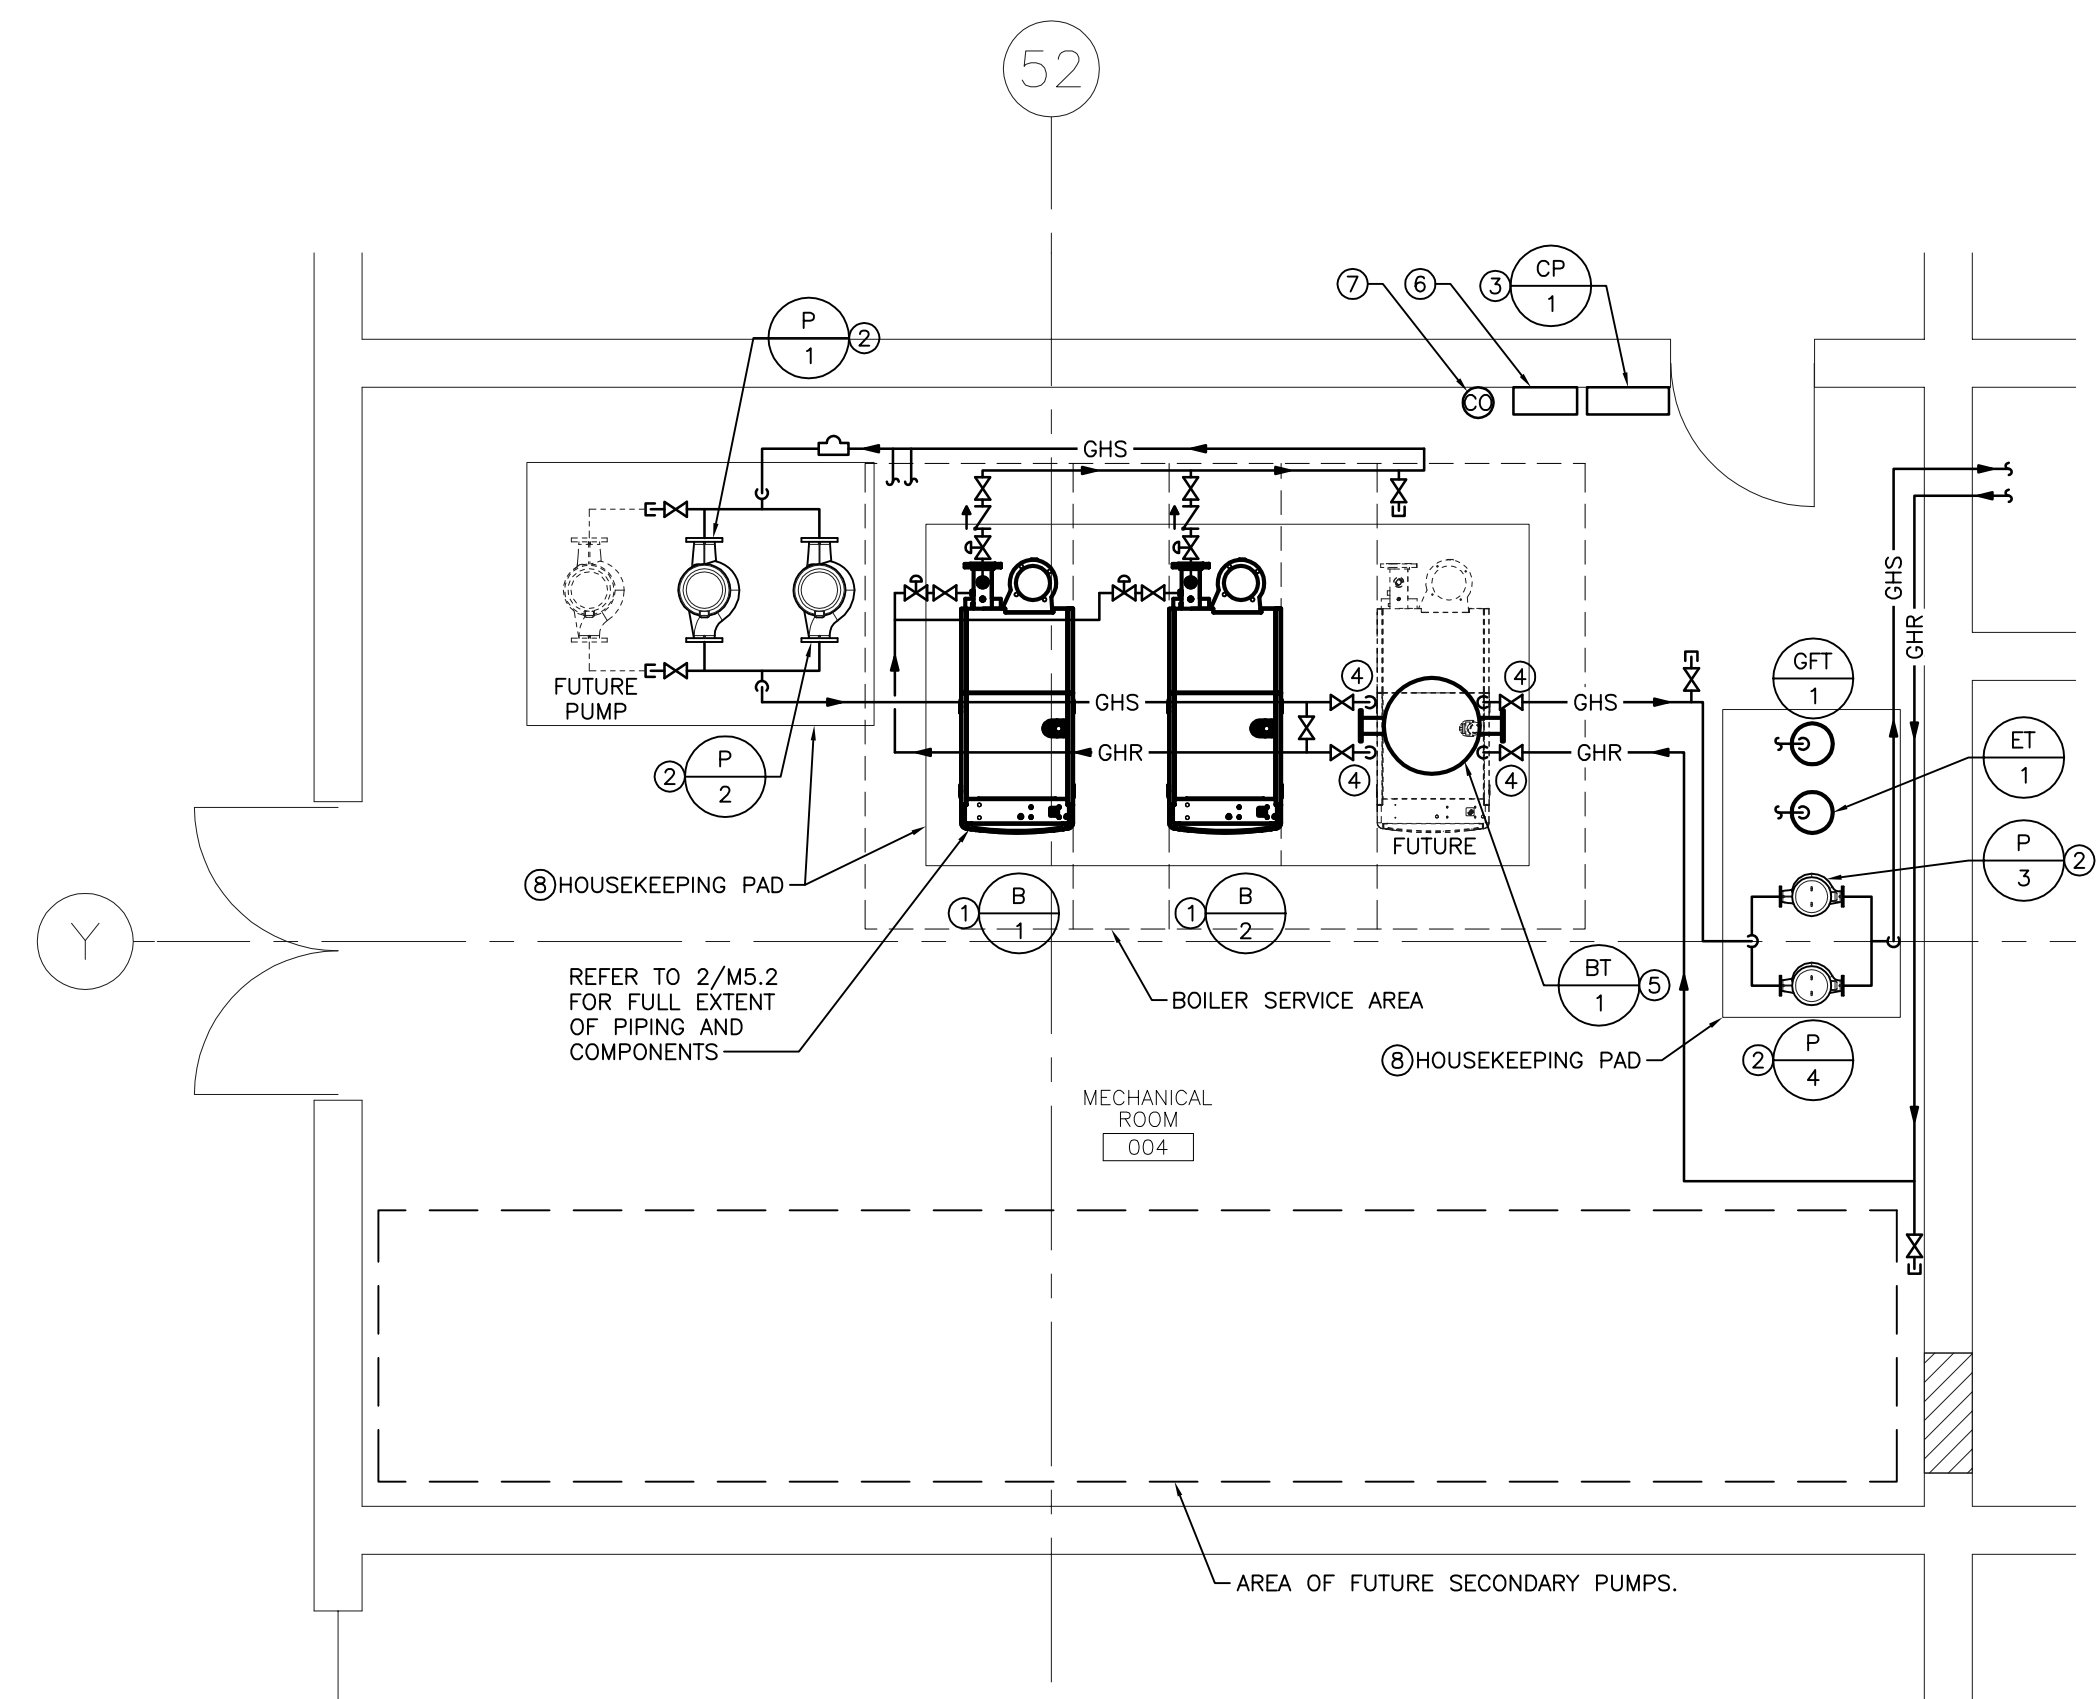 52
7
6
3
CP
1
P
1
2
CO
GHS
GHS
GHR
FUTURE
PUMP
4
4
GHS
GHS
GFT
1
GHR
GHR
4
4
ET
1
2
P
2
FUTURE
P
3
2
8
HOUSEKEEPING PAD
1
B
1
1
B
2
Y
REFER TO 2/M5.2
FOR FULL EXTENT
OF PIPING AND
COMPONENTS
BOILER SERVICE AREA
BT
1
5
8
HOUSEKEEPING PAD
2
P
4
MECHANICAL
ROOM
004
AREA OF FUTURE SECONDARY PUMPS.